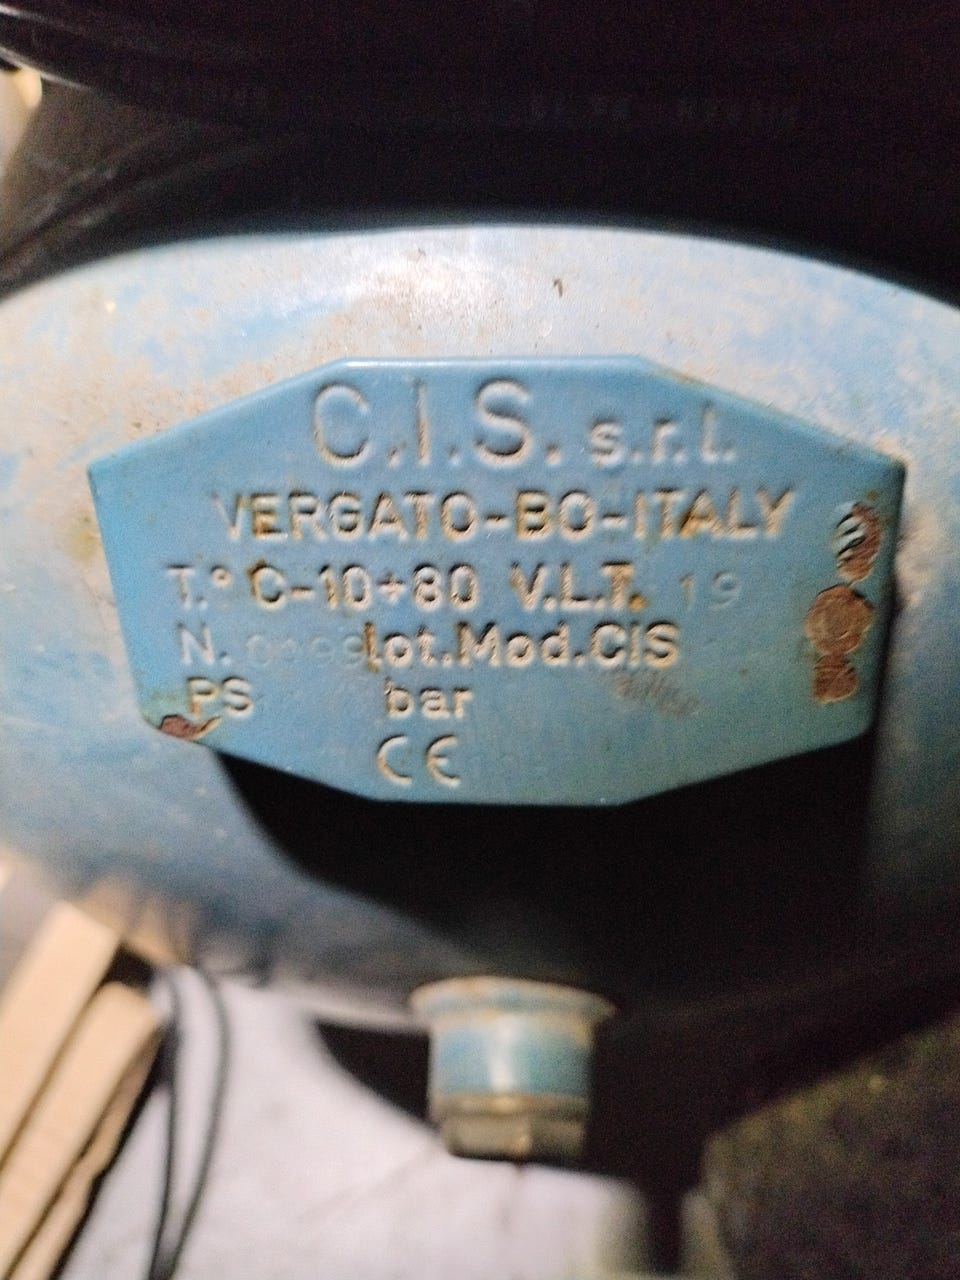 C.I.S. s.r.l.
VERGATO-BO-ITALY
T.° C-10+80 V.L.T. 19
N. lot.Mod.CIS
PS bar
CE